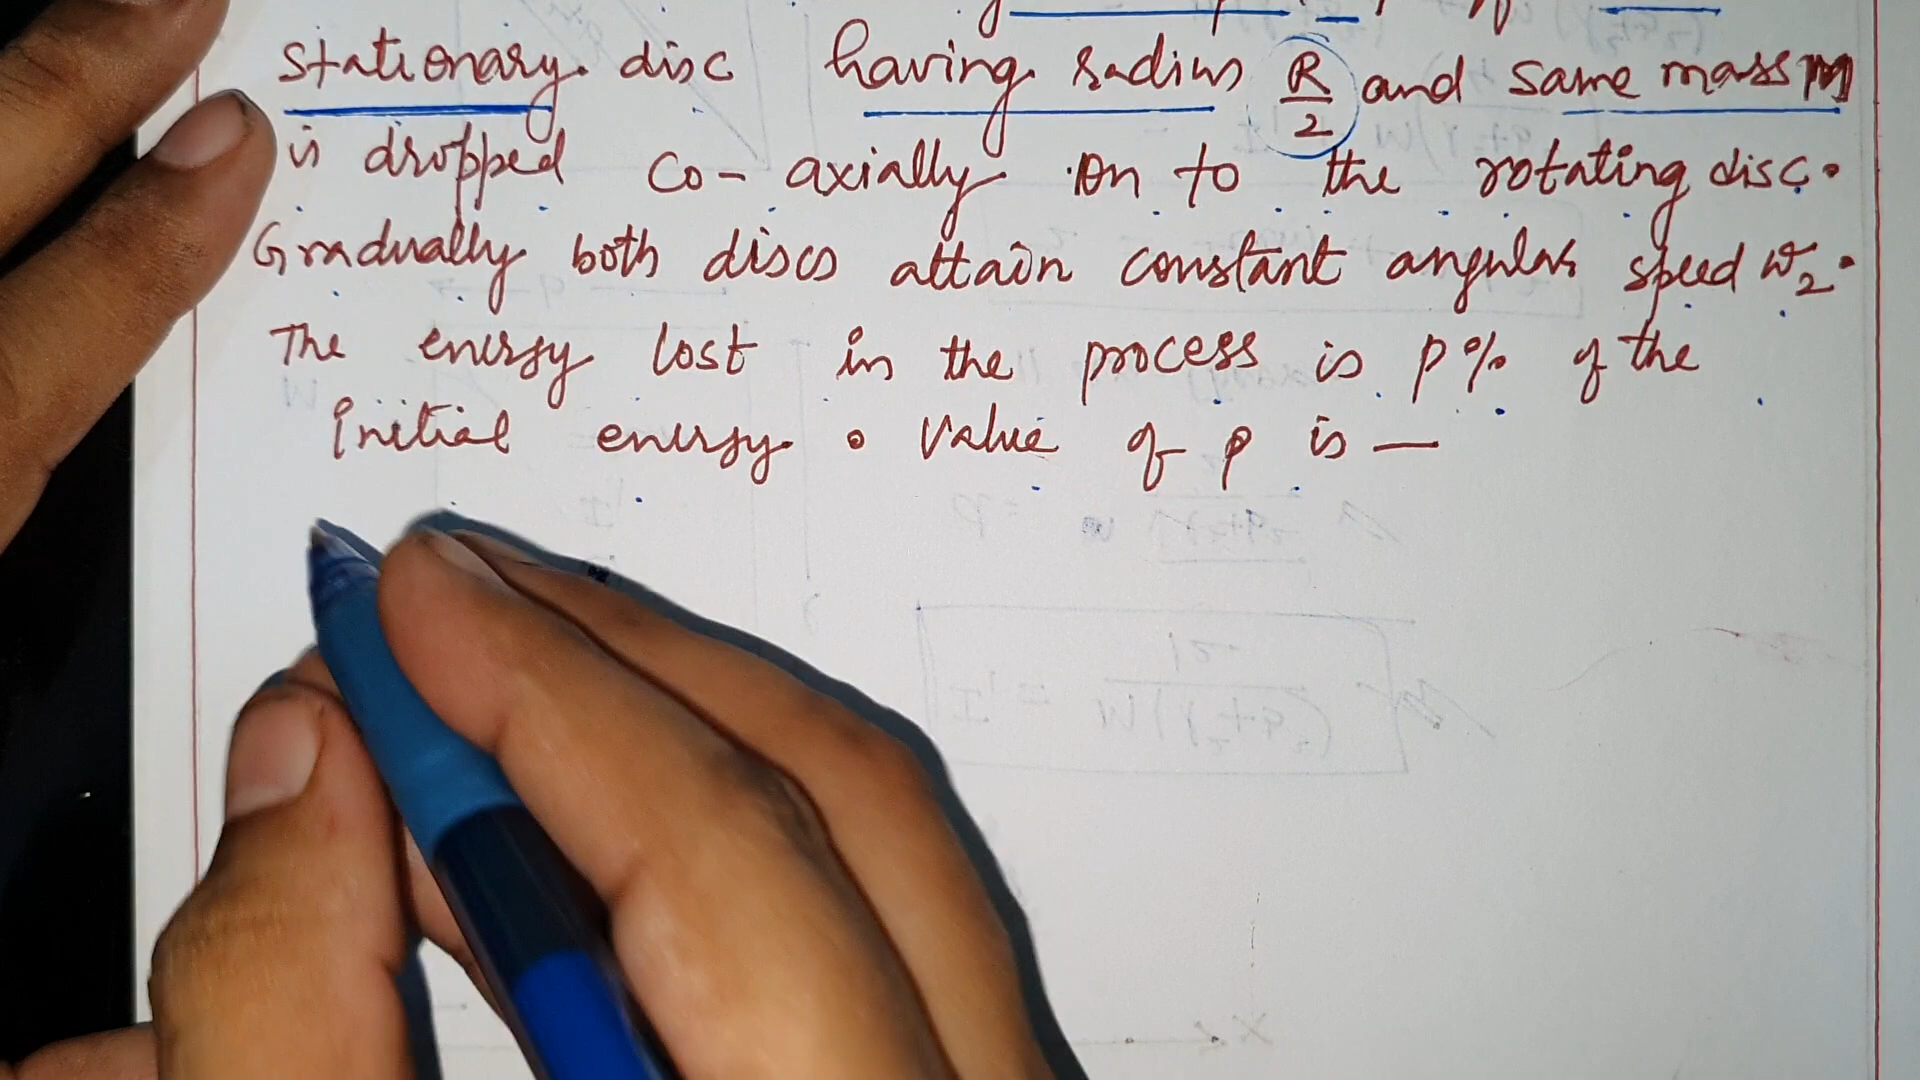 stationary disc having radius R/2 and same mass M
is dropped co-axially on to the rotating disc.
Gradually both discs attain constant angular speed ω₂.
The energy lost in the process is p% of the
initial energy. Value of p is —